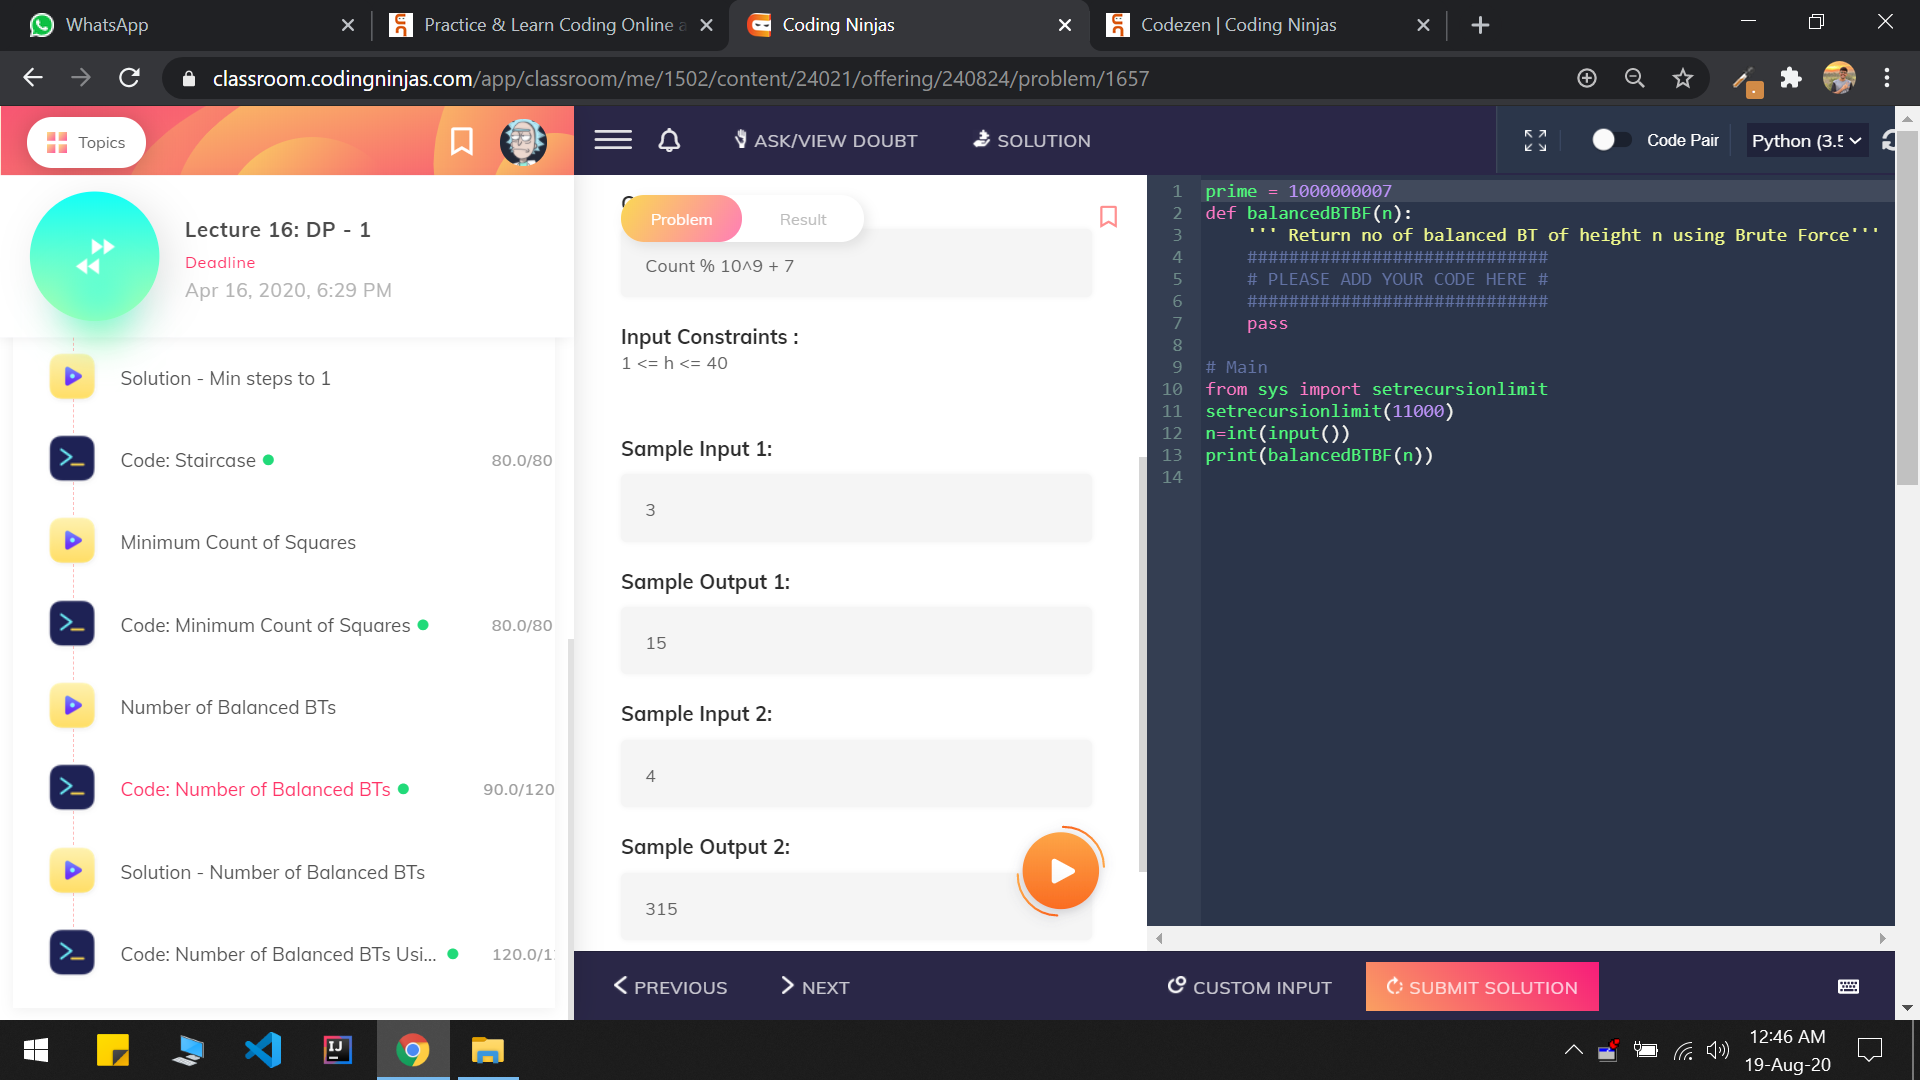 WhatsApp
Practice & Learn Coding Online a
Coding Ninjas
Codezen | Coding Ninjas
classroom.codingninjas.com/app/classroom/me/1502/content/24021/offering/240824/problem/1657
Topics
ASK/VIEW DOUBT
SOLUTION
Code Pair
Python (3.5
Lecture 16: DP - 1
Deadline
Apr 16, 2020, 6:29 PM
Solution - Min steps to 1
Code: Staircase
80.0/80
Minimum Count of Squares
Code: Minimum Count of Squares
80.0/80
Number of Balanced BTs
Code: Number of Balanced BTs
90.0/120
Solution - Number of Balanced BTs
Code: Number of Balanced BTs Usi...
120.0/1
Problem
Result
Count % 10^9 + 7
Input Constraints :
1 <= h <= 40
Sample Input 1:
3
Sample Output 1:
15
Sample Input 2:
4
Sample Output 2:
315
1 prime = 1000000007
2 def balancedBTBF(n):
3     ''' Return no of balanced BT of height n using Brute Force'''
4     #############################
5     # PLEASE ADD YOUR CODE HERE #
6     #############################
7     pass
8
9 # Main
10 from sys import setrecursionlimit
11 setrecursionlimit(11000)
12 n=int(input())
13 print(balancedBTBF(n))
14
PREVIOUS
NEXT
CUSTOM INPUT
SUBMIT SOLUTION
IJ
12:46 AM
19-Aug-20